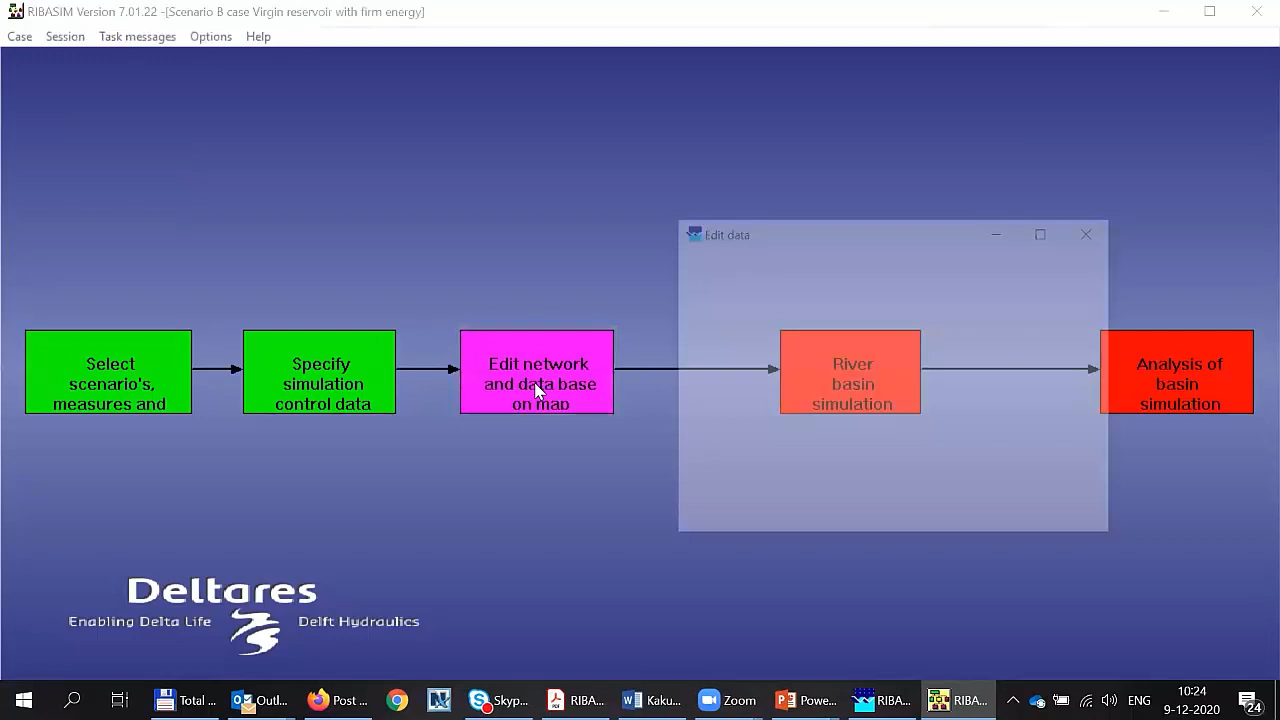 RIBASIM Version 7.01.22 -[Scenario B case Virgin reservoir with firm energy]
Case Session Task messages Options Help
Edit data
Select
scenario's,
measures and
Specify
simulation
control data
Edit network
and data base
on map
River
basin
simulation
Analysis of
basin
simulation
Deltares
Enabling Delta Life Delft Hydraulics
Total ...
Outl...
Post ...
Skyp...
RIBA...
Kaku...
Zoom
Powe...
RIBA...
RIBA...
ENG
10:24
9-12-2020
24